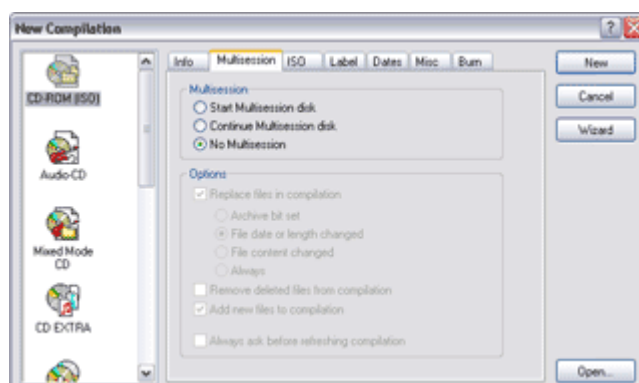 New Compilation
CD-ROM (ISO)
Audio-CD
Mixed Mode
CD
CD EXTRA
Info Multisession ISO Label Dates Misc Burn
Multisession
Start Multisession disk
Continue Multisession disk
No Multisession
Options
Replace files in compilation
Archive bit set
File date or length changed
File content changed
Always
Remove deleted files from compilation
Add new files to compilation
Always ask before refreshing compilation
New
Cancel
Wizard
Open...